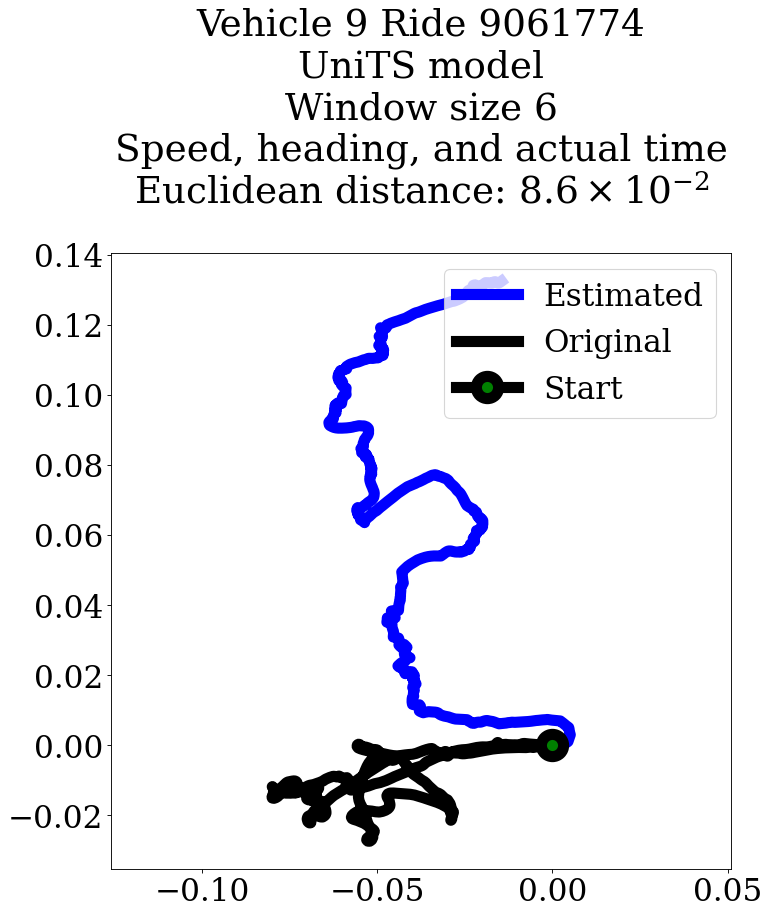 Vehicle 9 Ride 9061774
UniTS model
Window size 6
Speed, heading, and actual time
Euclidean distance: 8.6 × 10⁻²
0.14
0.12
0.10
0.08
0.06
0.04
0.02
0.00
−0.02
Estimated
Original
Start
−0.10
−0.05
0.00
0.05